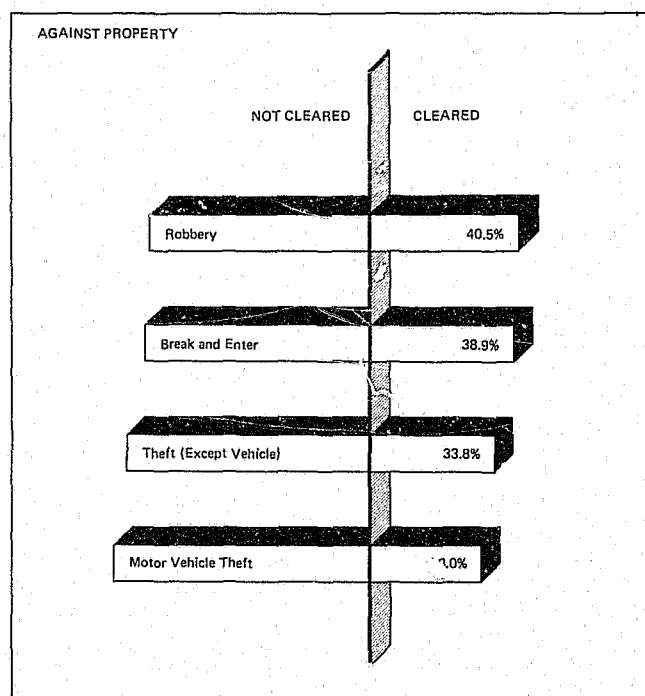 AGAINST PROPERTY
NOT CLEARED CLEARED
Robbery 40.5%
Break and Enter 38.9%
Theft (Except Vehicle) 33.8%
Motor Vehicle Theft